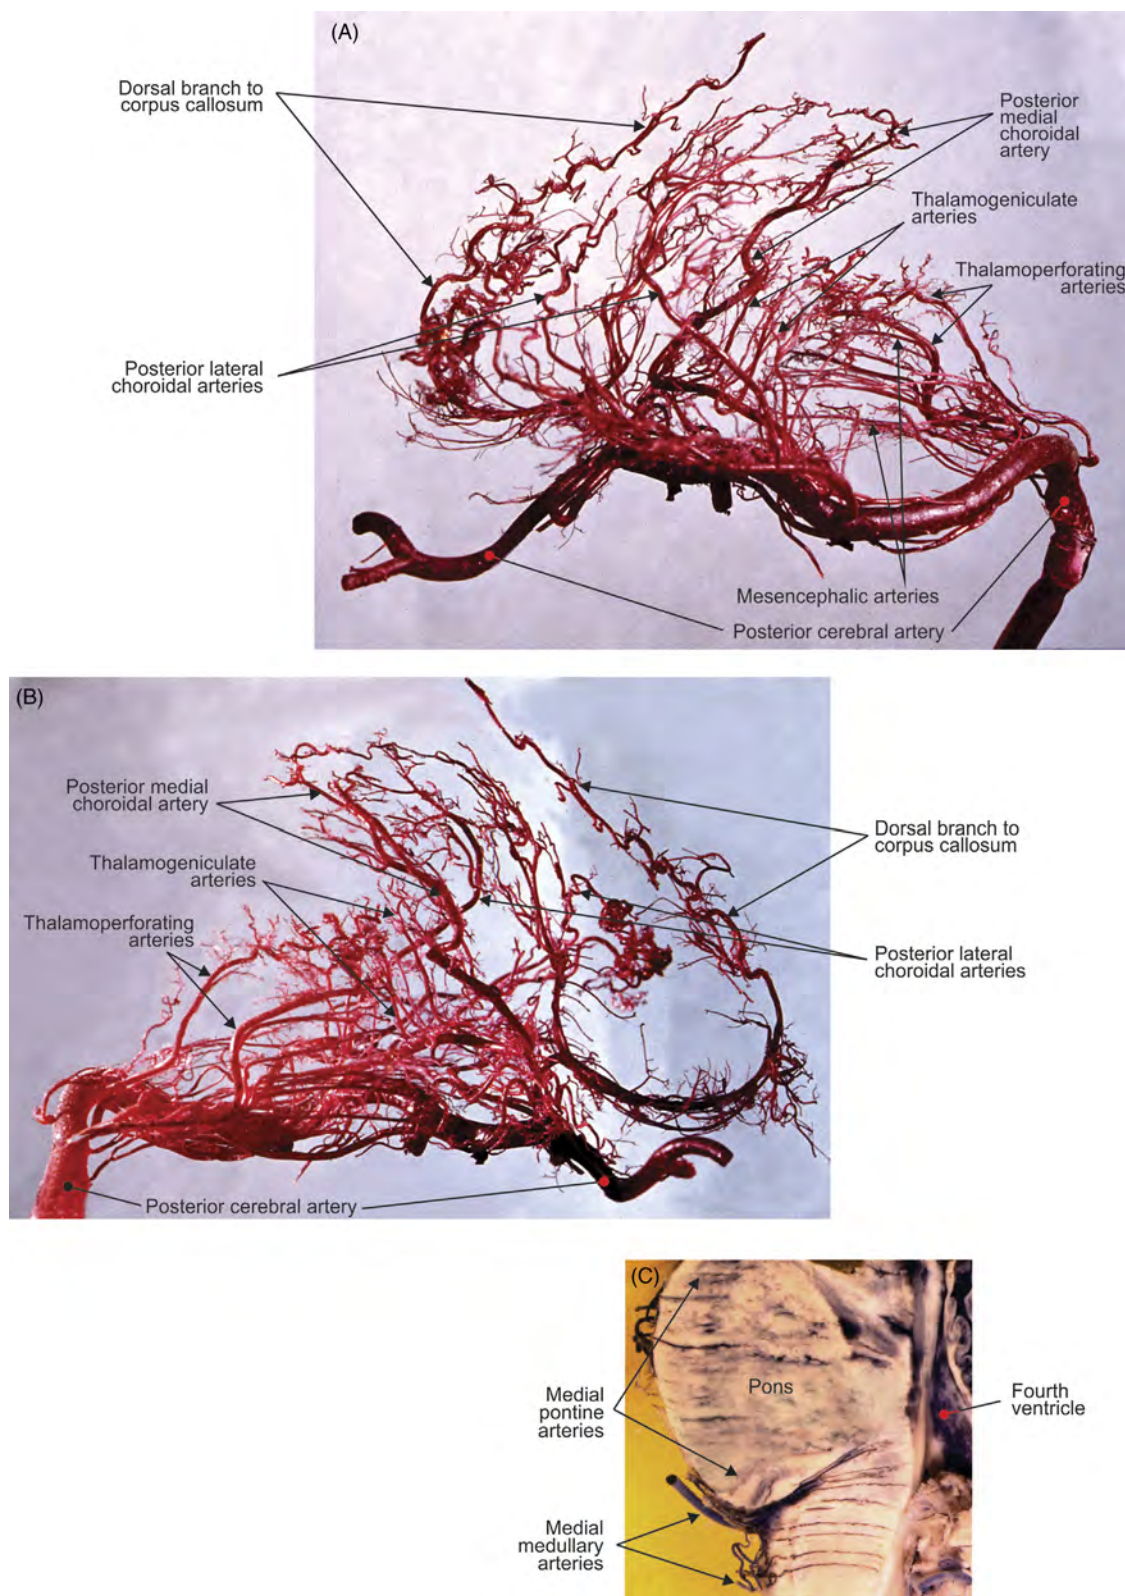 (A)
Dorsal branch to
corpus callosum
Posterior
medial
choroidal
artery
Thalamogeniculate
arteries
Thalamoperforating
arteries
Posterior lateral
choroidal arteries
Mesencephalic arteries
Posterior cerebral artery
(B)
Posterior medial
choroidal artery
Thalamogeniculate
arteries
Thalamoperforating
arteries
Dorsal branch to
corpus callosum
Posterior lateral
choroidal arteries
Posterior cerebral artery
(C)
Pons
Medial
pontine
arteries
Fourth
ventricle
Medial
medullary
arteries